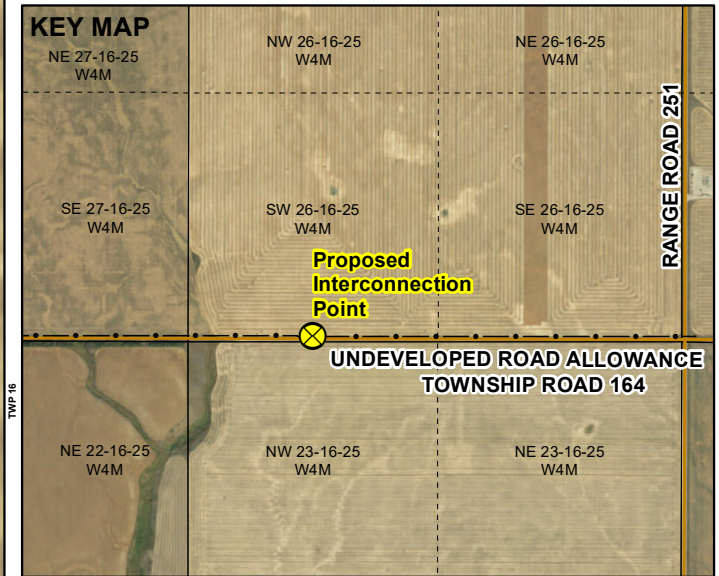 KEY MAP
NE 27-16-25
W4M
NW 26-16-25
W4M
NE 26-16-25
W4M
RANGE ROAD 251
SE 27-16-25
W4M
SW 26-16-25
W4M
SE 26-16-25
W4M
Proposed
Interconnection
Point
UNDEVELOPED ROAD ALLOWANCE
TOWNSHIP ROAD 164
TWP 16
NE 22-16-25
W4M
NW 23-16-25
W4M
NE 23-16-25
W4M